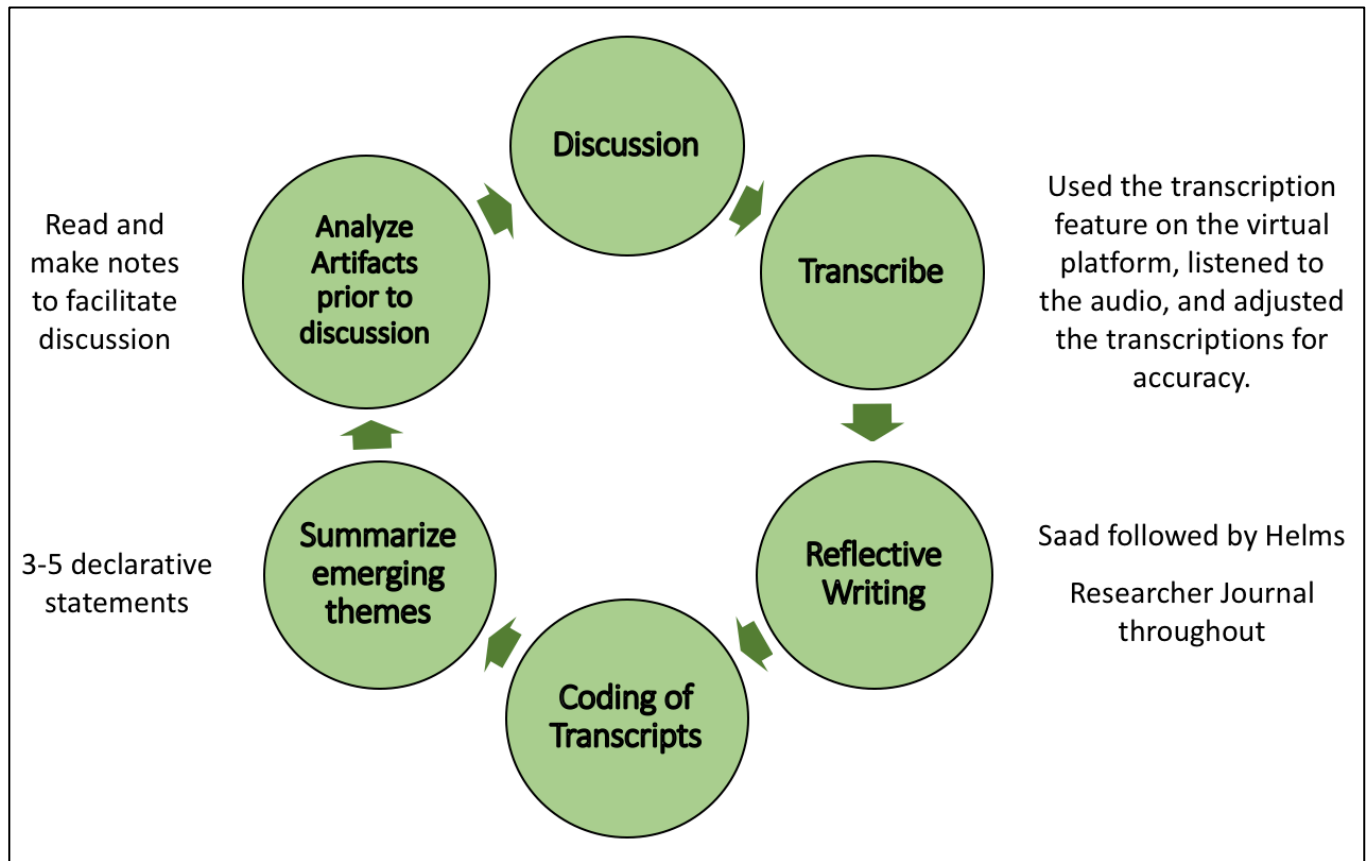 Discussion
Transcribe
Used the transcription
feature on the virtual
platform, listened to
the audio, and adjusted
the transcriptions for
accuracy.
Reflective
Writing
Saad followed by Helms
Researcher Journal
throughout
Coding of
Transcripts
Summarize
emerging
themes
3-5 declarative
statements
Analyze
Artifacts
prior to
discussion
Read and
make notes
to facilitate
discussion